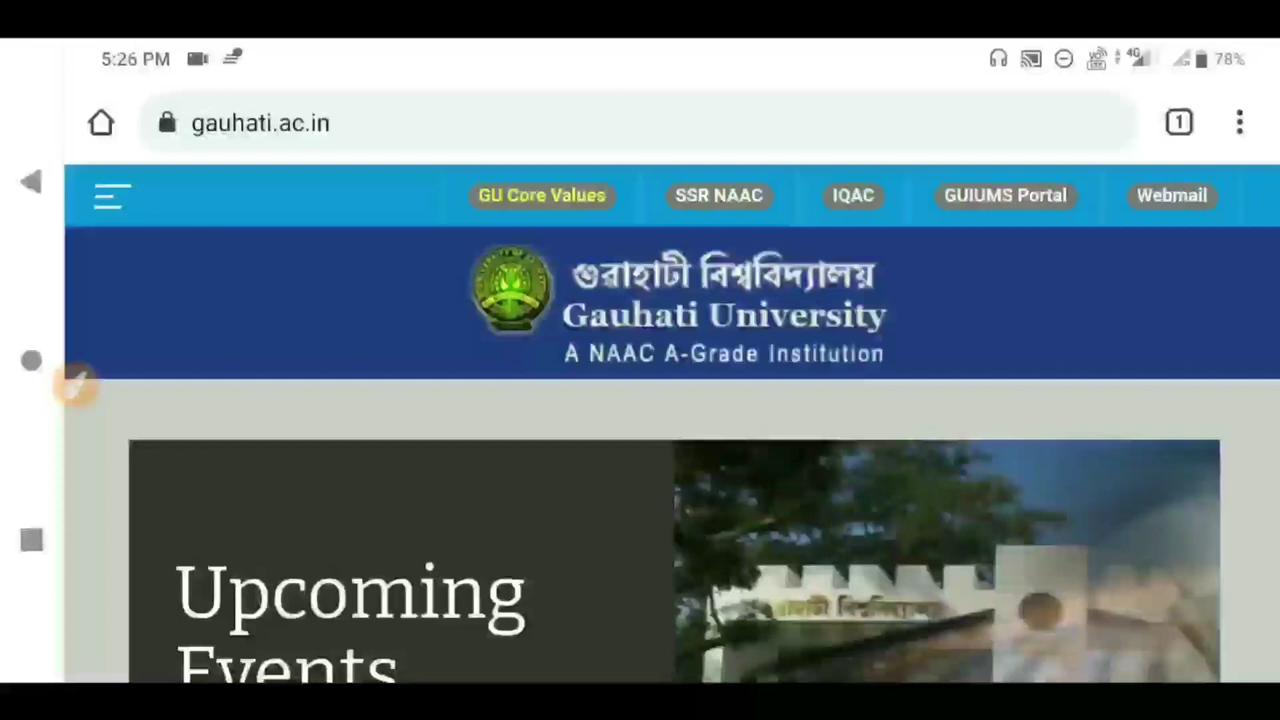 5:26 PM
4G
78%
gauhati.ac.in
1
GU Core Values
SSR NAAC
IQAC
GUIUMS Portal
Webmail
গুৱাহাটী বিশ্ববিদ্যালয়
Gauhati University
A NAAC A-Grade Institution
Upcoming
Events